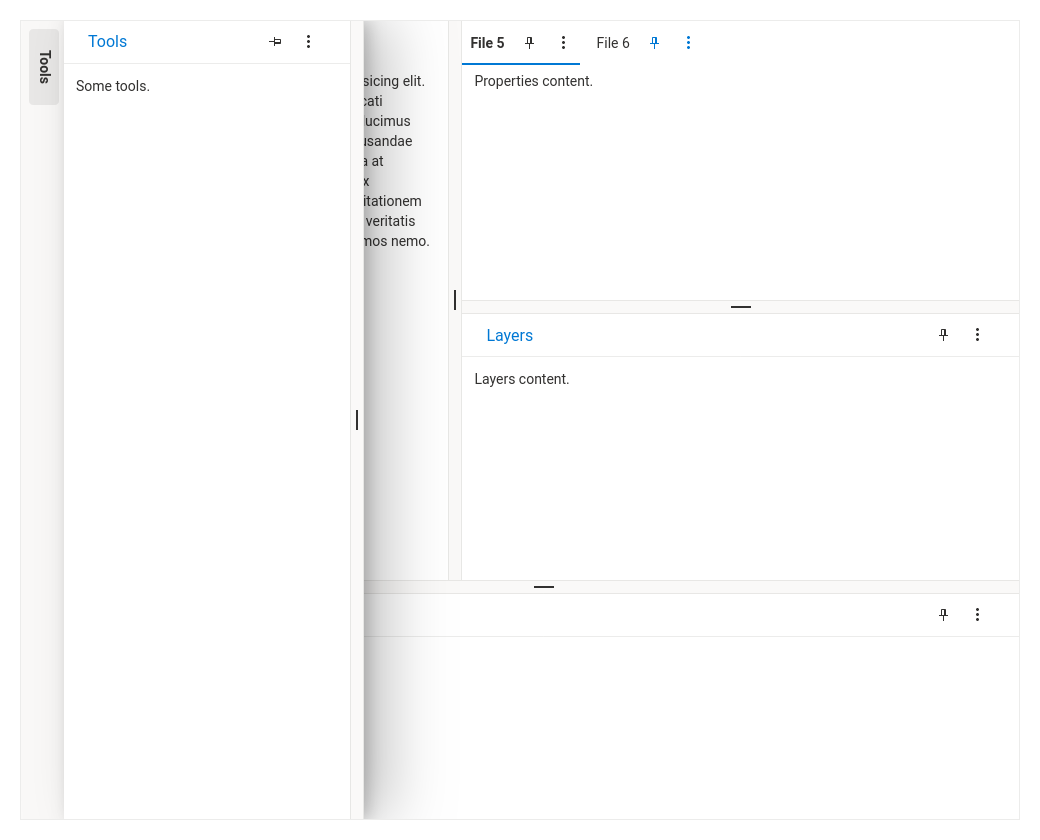 Tools
Tools
Some tools.
sicing elit.
cati
ucimus
usandae
a at
x
itationem
veritatis
mos nemo.
File 5
File 6
Properties content.
Layers
Layers content.